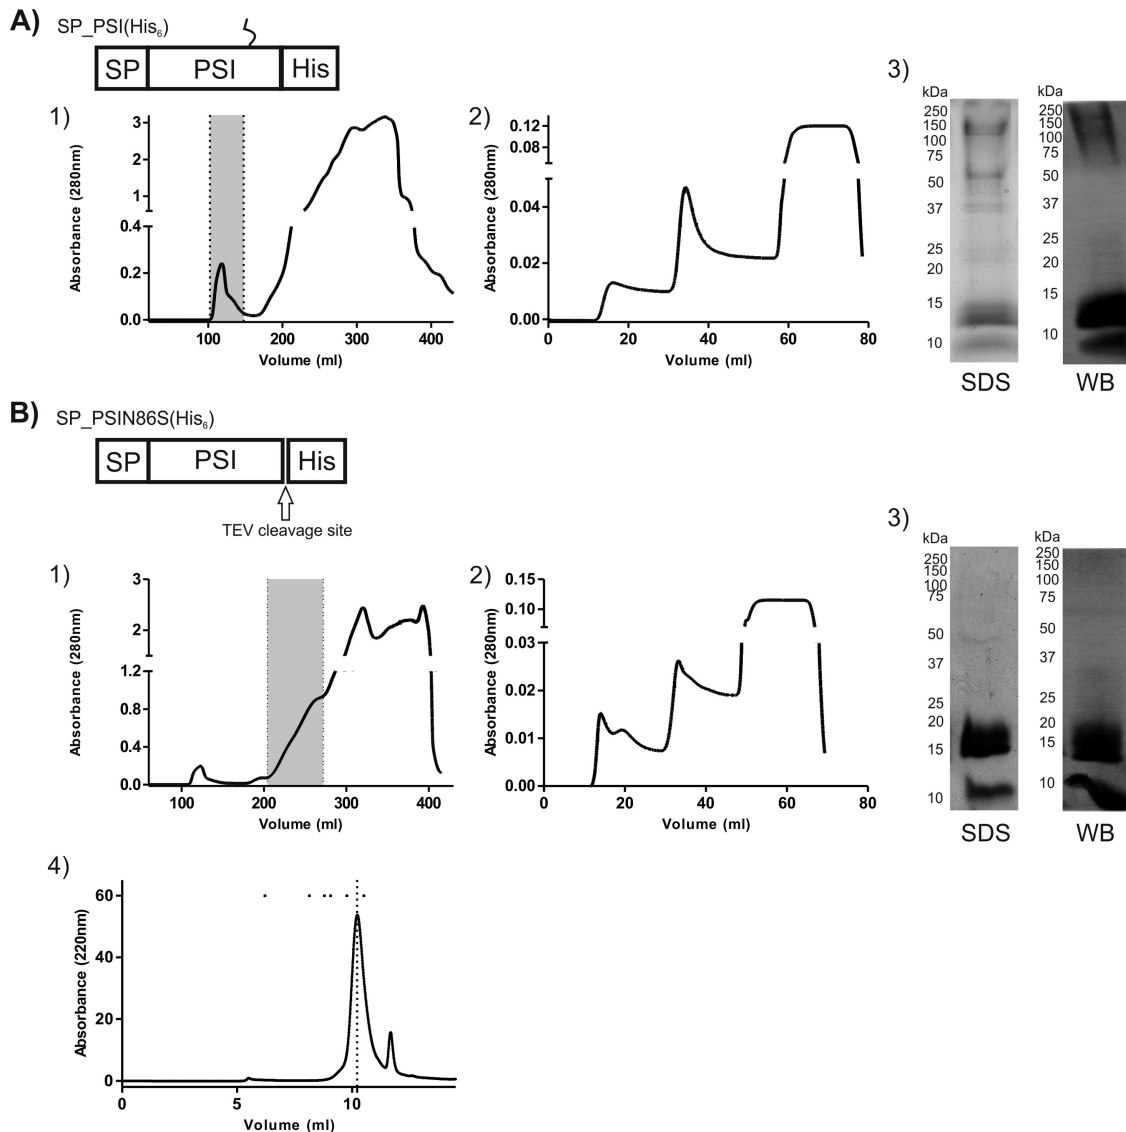 A) SP_PSI(His6)
SP PSI His
1)
Absorbance (280nm)
3
2
1
0.4
0.2
0.0
100 200 300 400
Volume (ml)
2)
Absorbance (280nm)
0.12
0.08
0.04
0.02
0.00
0 20 40 60 80
Volume (ml)
3)
kDa
250
150
100
75
50
37
25
20
15
10
SDS
kDa
250
150
100
75
50
37
25
20
15
10
WB
B) SP_PSIN86S(His6)
SP PSI His
TEV cleavage site
1)
Absorbance (280nm)
3
2
1.2
0.8
0.4
0.0
100 200 300 400
Volume (ml)
2)
Absorbance (280nm)
0.15
0.10
0.03
0.02
0.01
0.00
0 20 40 60 80
Volume (ml)
3)
kDa
250
150
100
75
50
37
25
20
15
10
SDS
kDa
250
150
100
75
50
37
25
20
15
10
WB
4)
Absorbance (220nm)
60
40
20
0
0 5 10
Volume (ml)